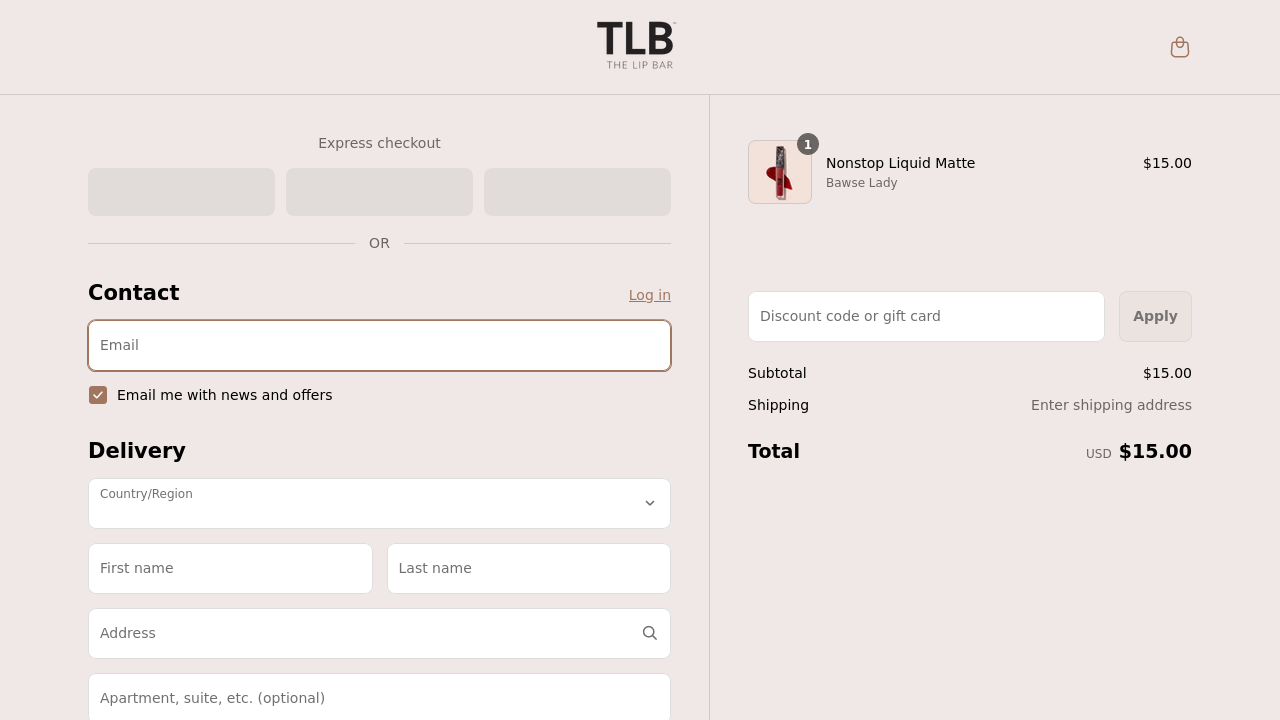 TLB
THE LIP BAR
Express checkout
OR
Contact
Log in
Email
Email me with news and offers
Delivery
Country/Region
First name
Last name
Address
Apartment, suite, etc. (optional)
1
Nonstop Liquid Matte
$15.00
Bawse Lady
Discount code or gift card
Apply
Subtotal
$15.00
Shipping
Enter shipping address
Total
USD $15.00